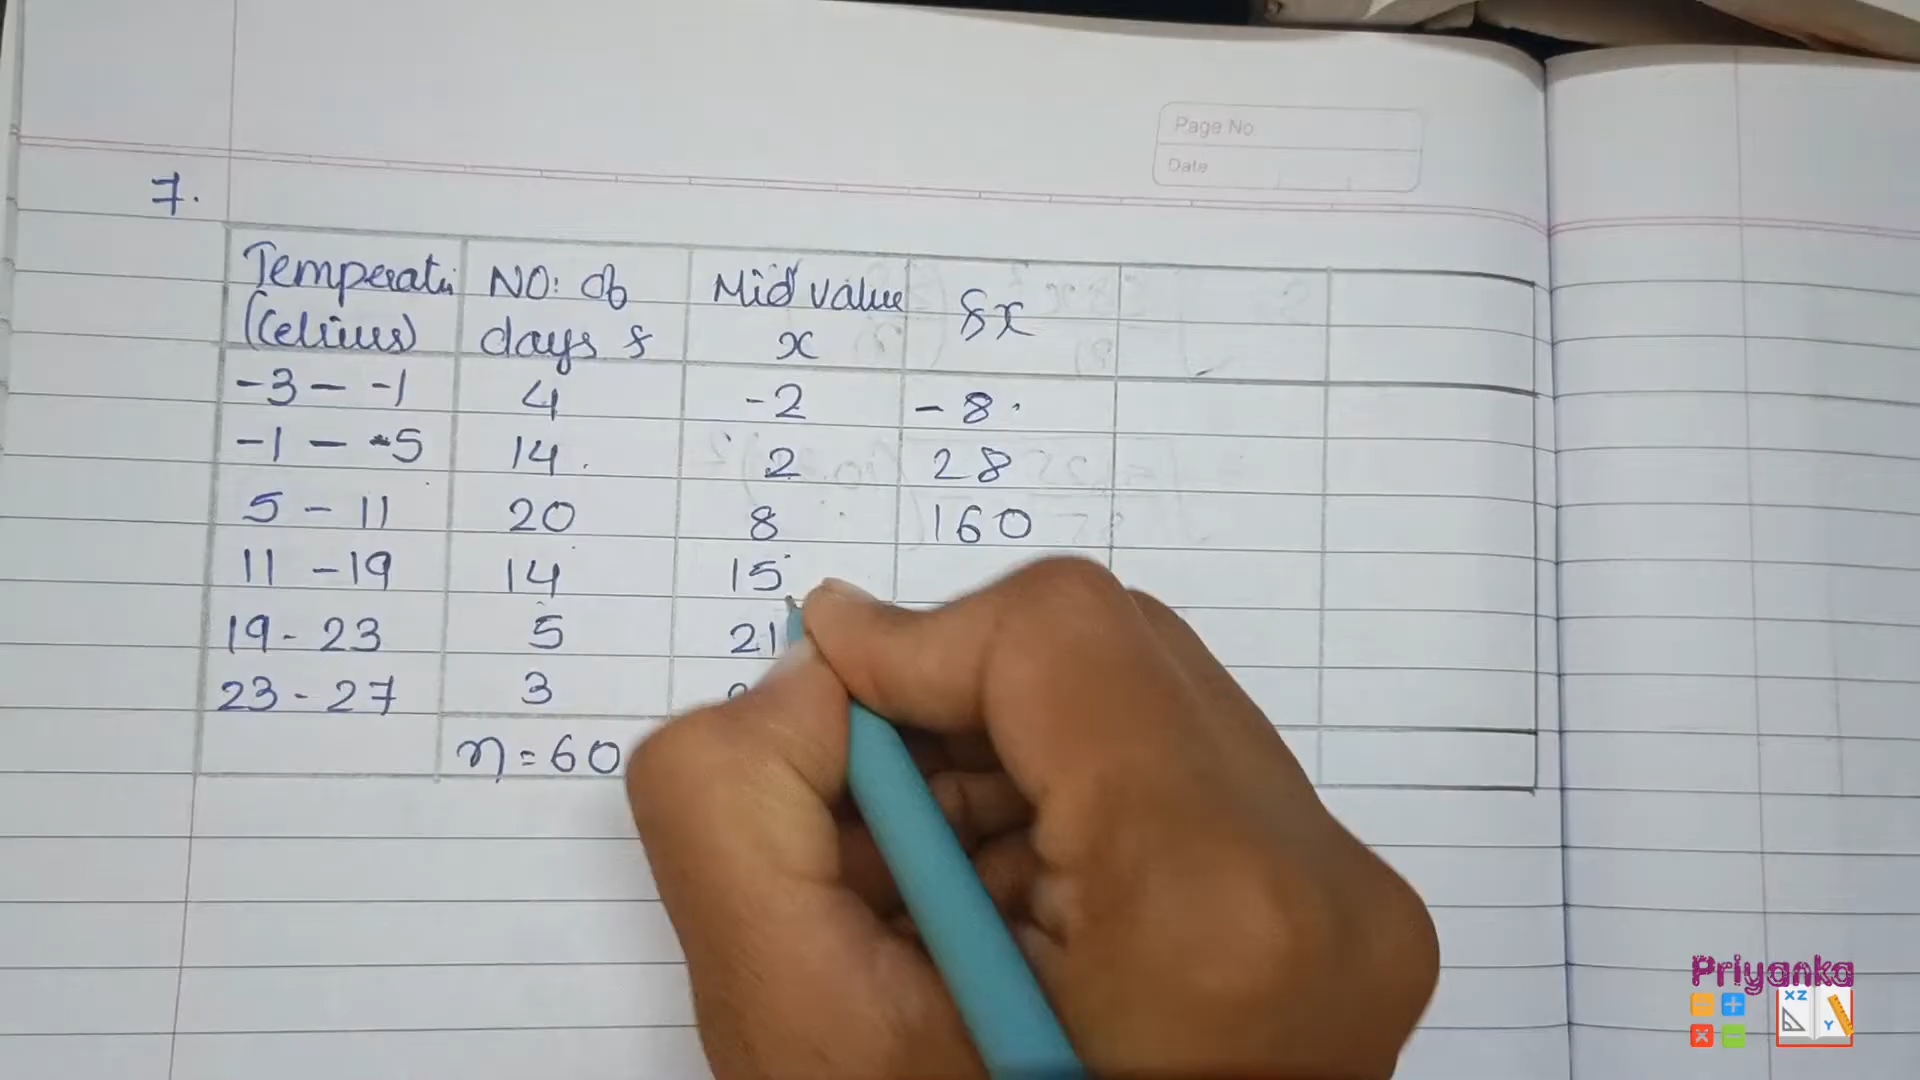 Page No
Date
7.
Temperatu NO: of Mid value fx
(Celsius) days f x
-3 - -1 4 -2 -8
-1 - 5 14 2 28
5 - 11 20 8 160
11 - 19 14 15
19 - 23 5 21
23 - 27 3
n = 60
Priyanka
XZ
Y